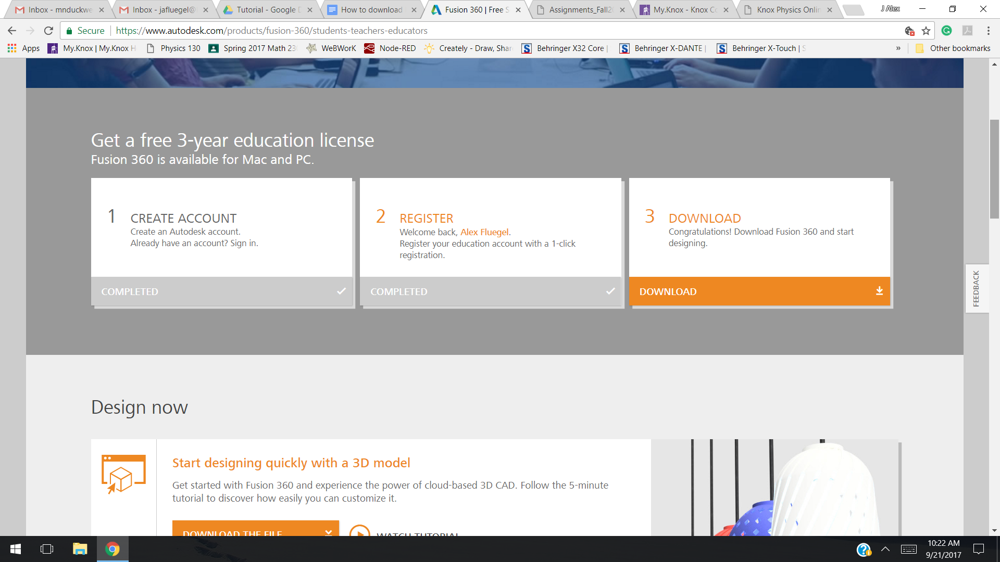 Inbox - mnduckwe
Inbox - jafluegel@
Tutorial - Google D
How to download
Fusion 360 | Free S
Assignments_Fall20
My.Knox - Knox Co
Knox Physics Onlin
J Alex
Secure
https://www.autodesk.com/products/fusion-360/students-teachers-educators
Apps
My.Knox | My.Knox H
Physics 130
Spring 2017 Math 230
WeBWorK
Node-RED
Creately - Draw, Shar
Behringer X32 Core |
Behringer X-DANTE |
Behringer X-Touch | S
»
Other bookmarks
Get a free 3-year education license
Fusion 360 is available for Mac and PC.
1 CREATE ACCOUNT
Create an Autodesk account.
Already have an account? Sign in.
COMPLETED
2 REGISTER
Welcome back, Alex Fluegel.
Register your education account with a 1-click
registration.
COMPLETED
3 DOWNLOAD
Congratulations! Download Fusion 360 and start
designing.
DOWNLOAD
FEEDBACK
Design now
Start designing quickly with a 3D model
Get started with Fusion 360 and experience the power of cloud-based 3D CAD. Follow the 5-minute
tutorial to discover how easily you can customize it.
DOWNLOAD THE FILE
WATCH TUTORIAL
10:22 AM
9/21/2017